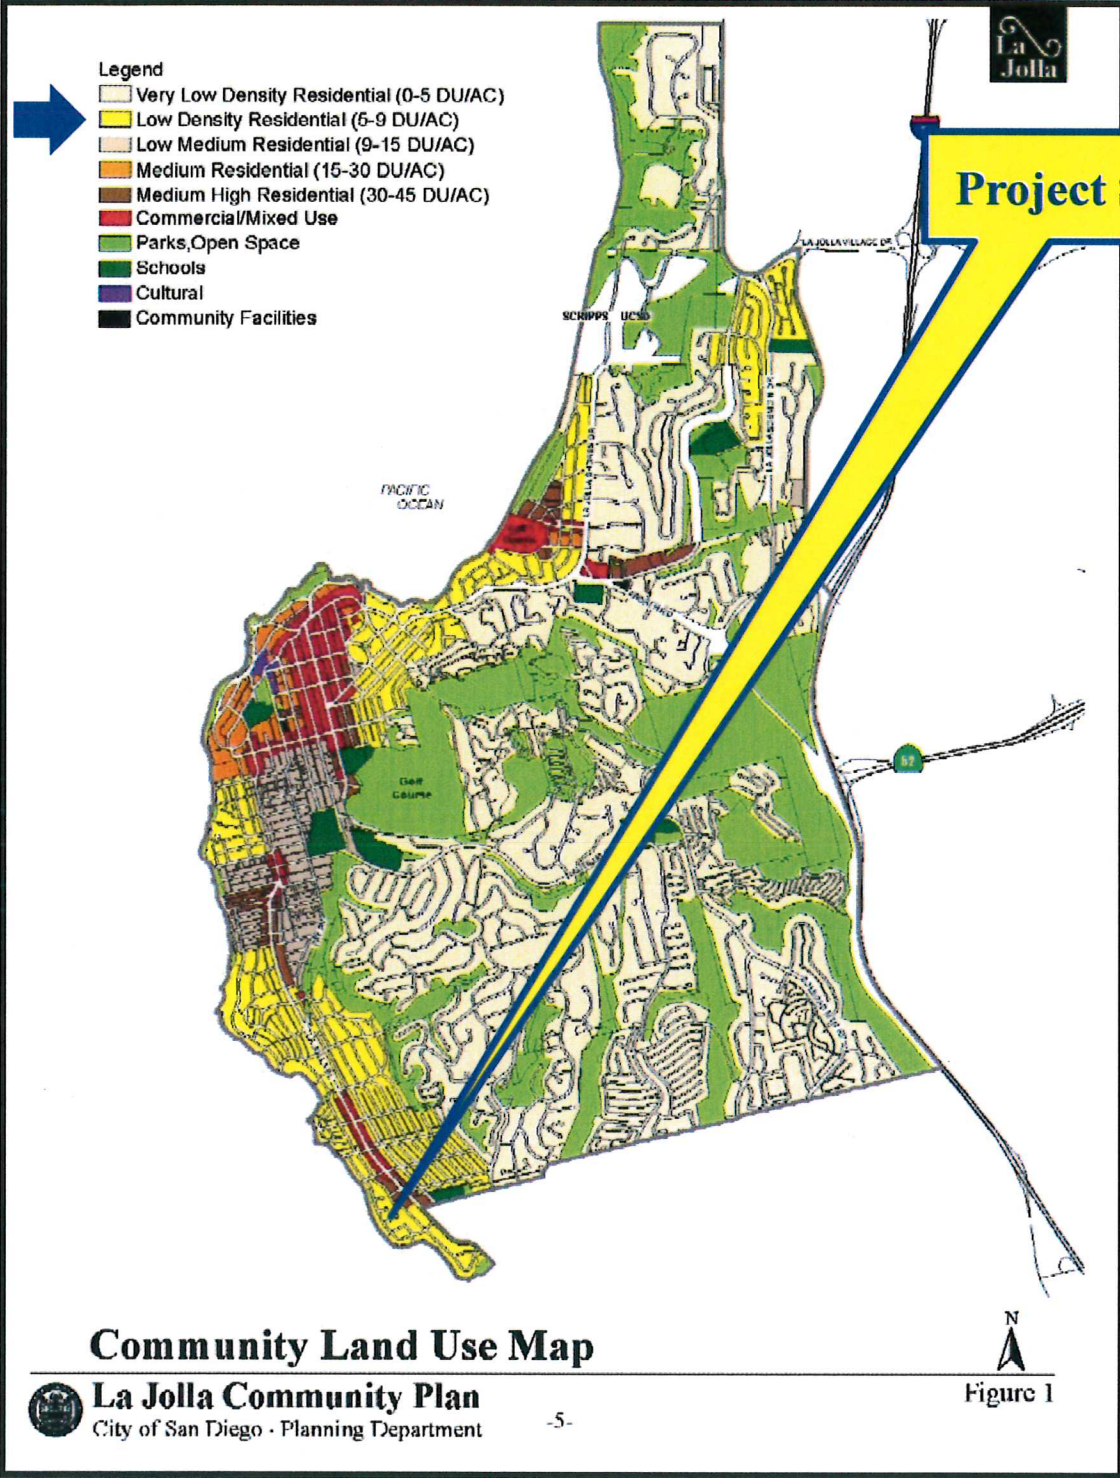 La
Jolla
Legend
Very Low Density Residential (0-5 DU/AC)
Low Density Residential (5-9 DU/AC)
Low Medium Residential (9-15 DU/AC)
Medium Residential (15-30 DU/AC)
Medium High Residential (30-45 DU/AC)
Commercial/Mixed Use
Parks,Open Space
Schools
Cultural
Community Facilities
Project
LA JOLLA VILLAGE DR
SCRIPPS UCSD
PACIFIC
OCEAN
52
Golf
Course
Community Land Use Map
N
La Jolla Community Plan
City of San Diego · Planning Department
-5-
Figure 1